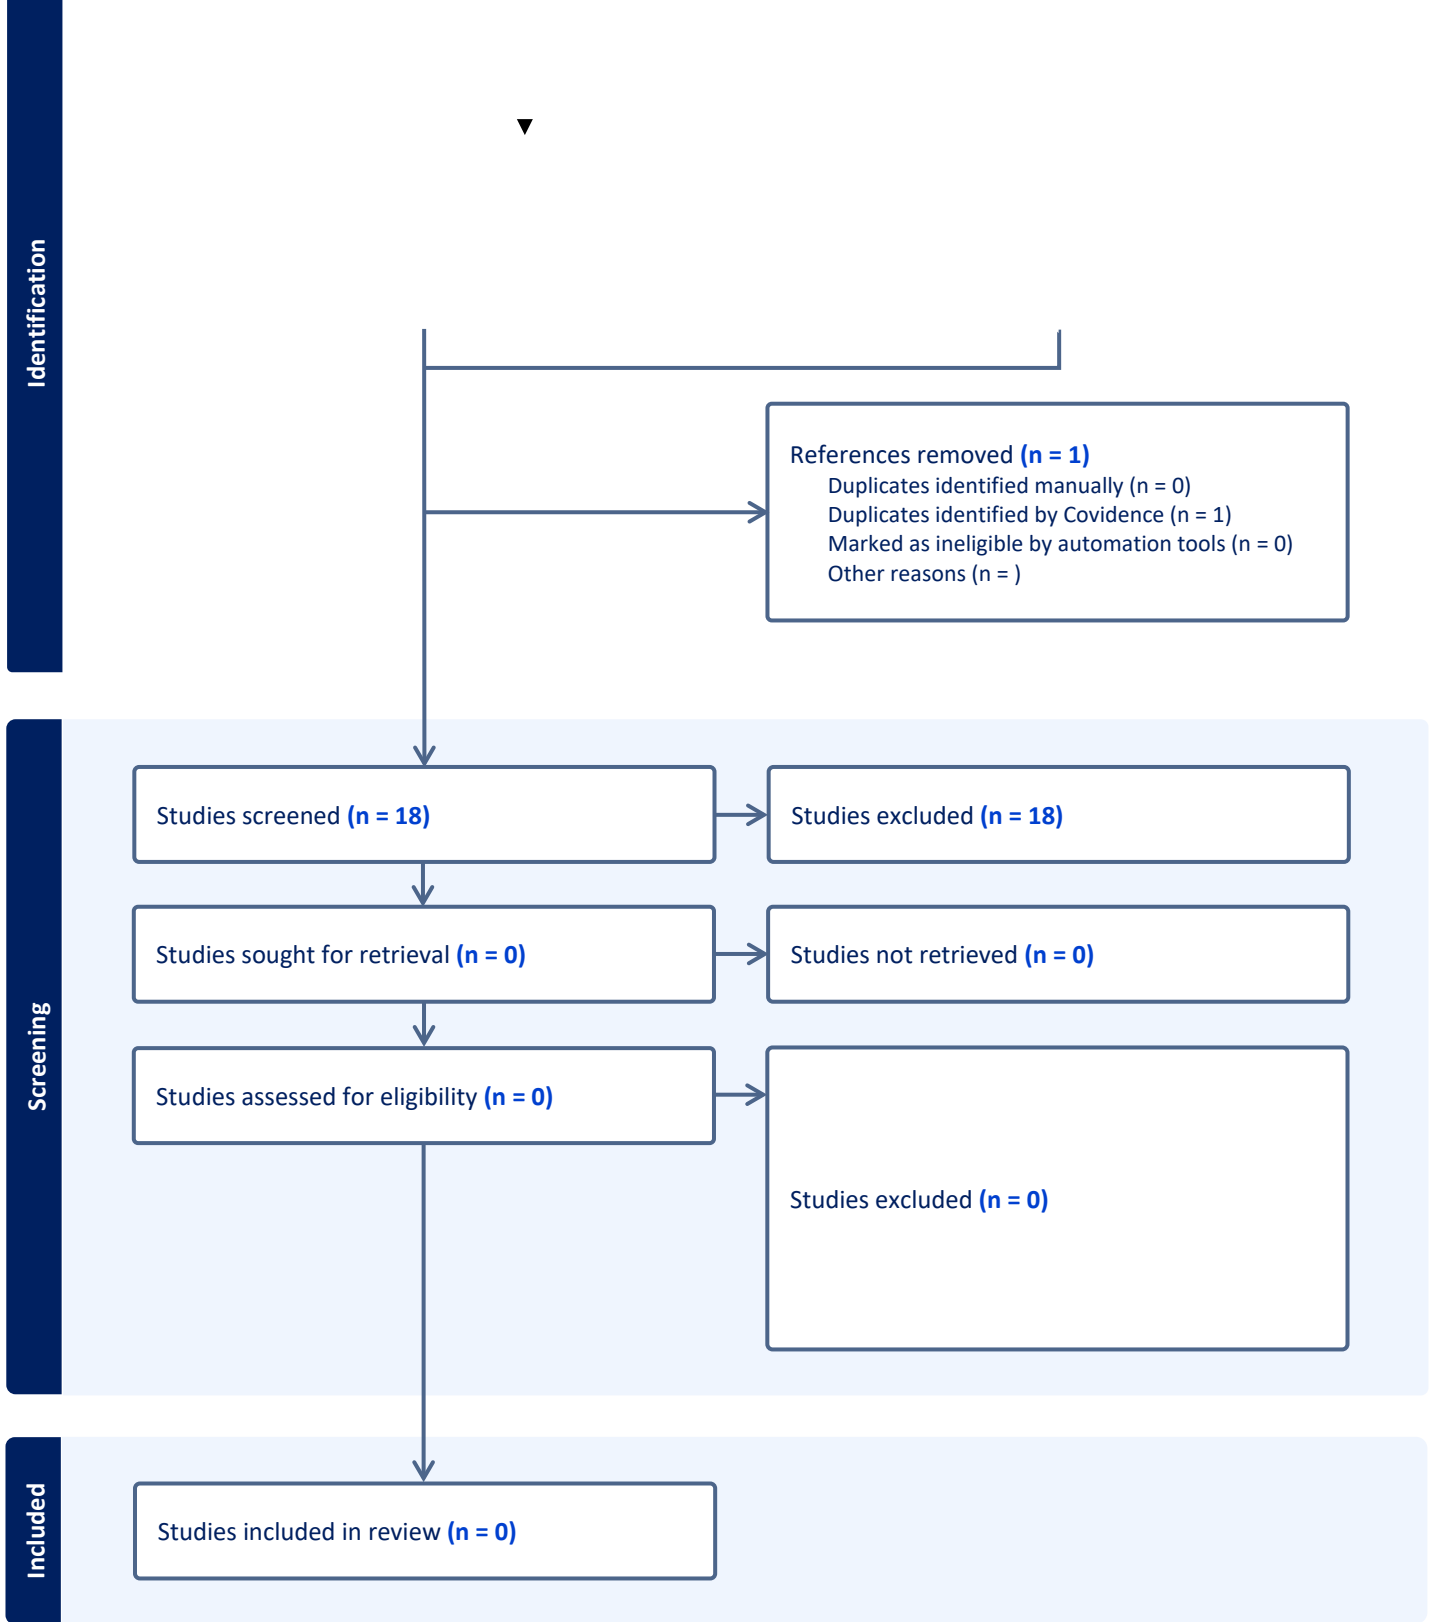 Identification
References removed (n = 1)
Duplicates identified manually (n = 0)
Duplicates identified by Covidence (n = 1)
Marked as ineligible by automation tools (n = 0)
Other reasons (n = )
Screening
Studies screened (n = 18)
Studies excluded (n = 18)
Studies sought for retrieval (n = 0)
Studies not retrieved (n = 0)
Studies assessed for eligibility (n = 0)
Studies excluded (n = 0)
Included
Studies included in review (n = 0)